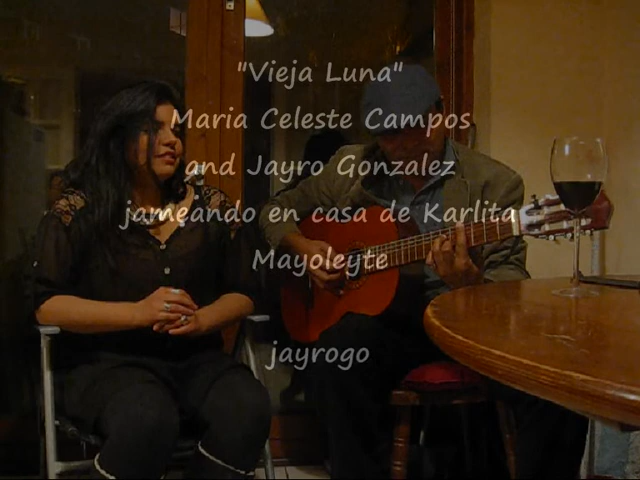 "Vieja Luna"
Maria Celeste Campos
and Jayro Gonzalez
jameando en casa de Karlita
Mayoleyte
jayrogo